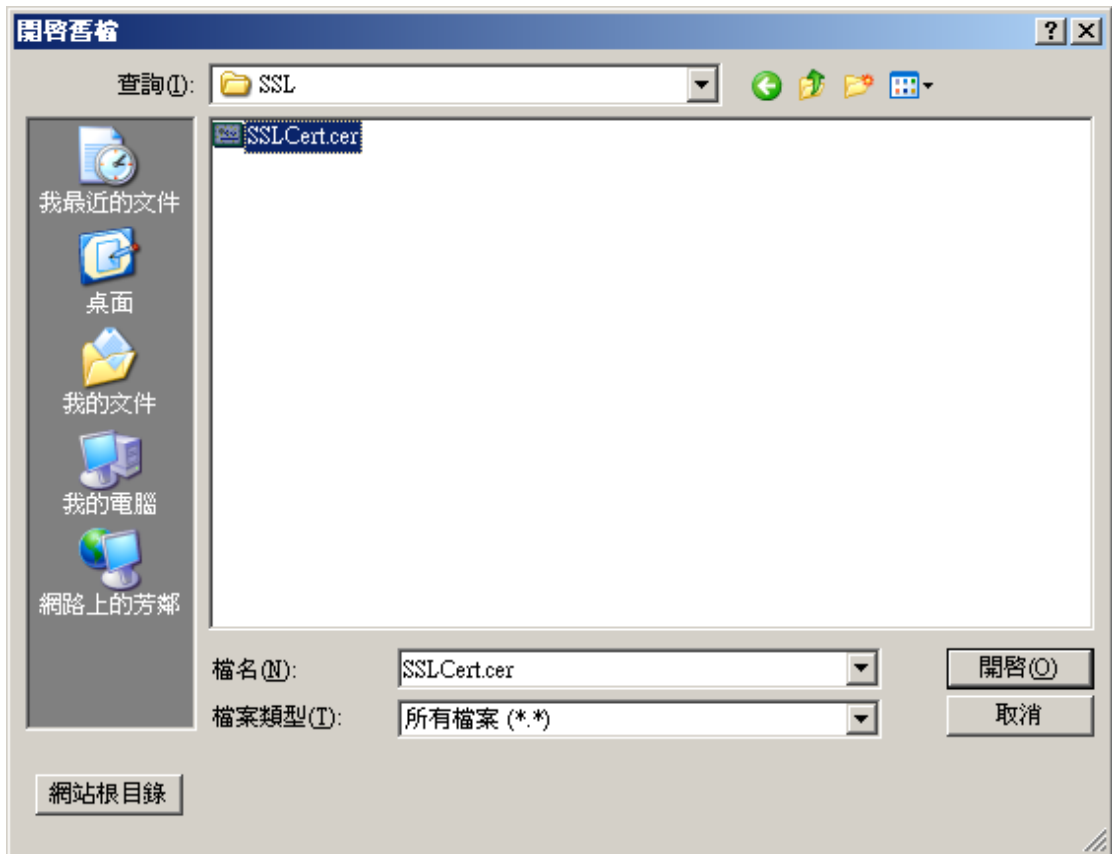 開啓舊檔
查詢(I):
SSL
SSLCert.cer
我最近的文件
桌面
我的文件
我的電腦
網路上的芳鄰
檔名(N):
SSLCert.cer
開啓(O)
檔案類型(T):
所有檔案 (*.*)
取消
網站根目錄